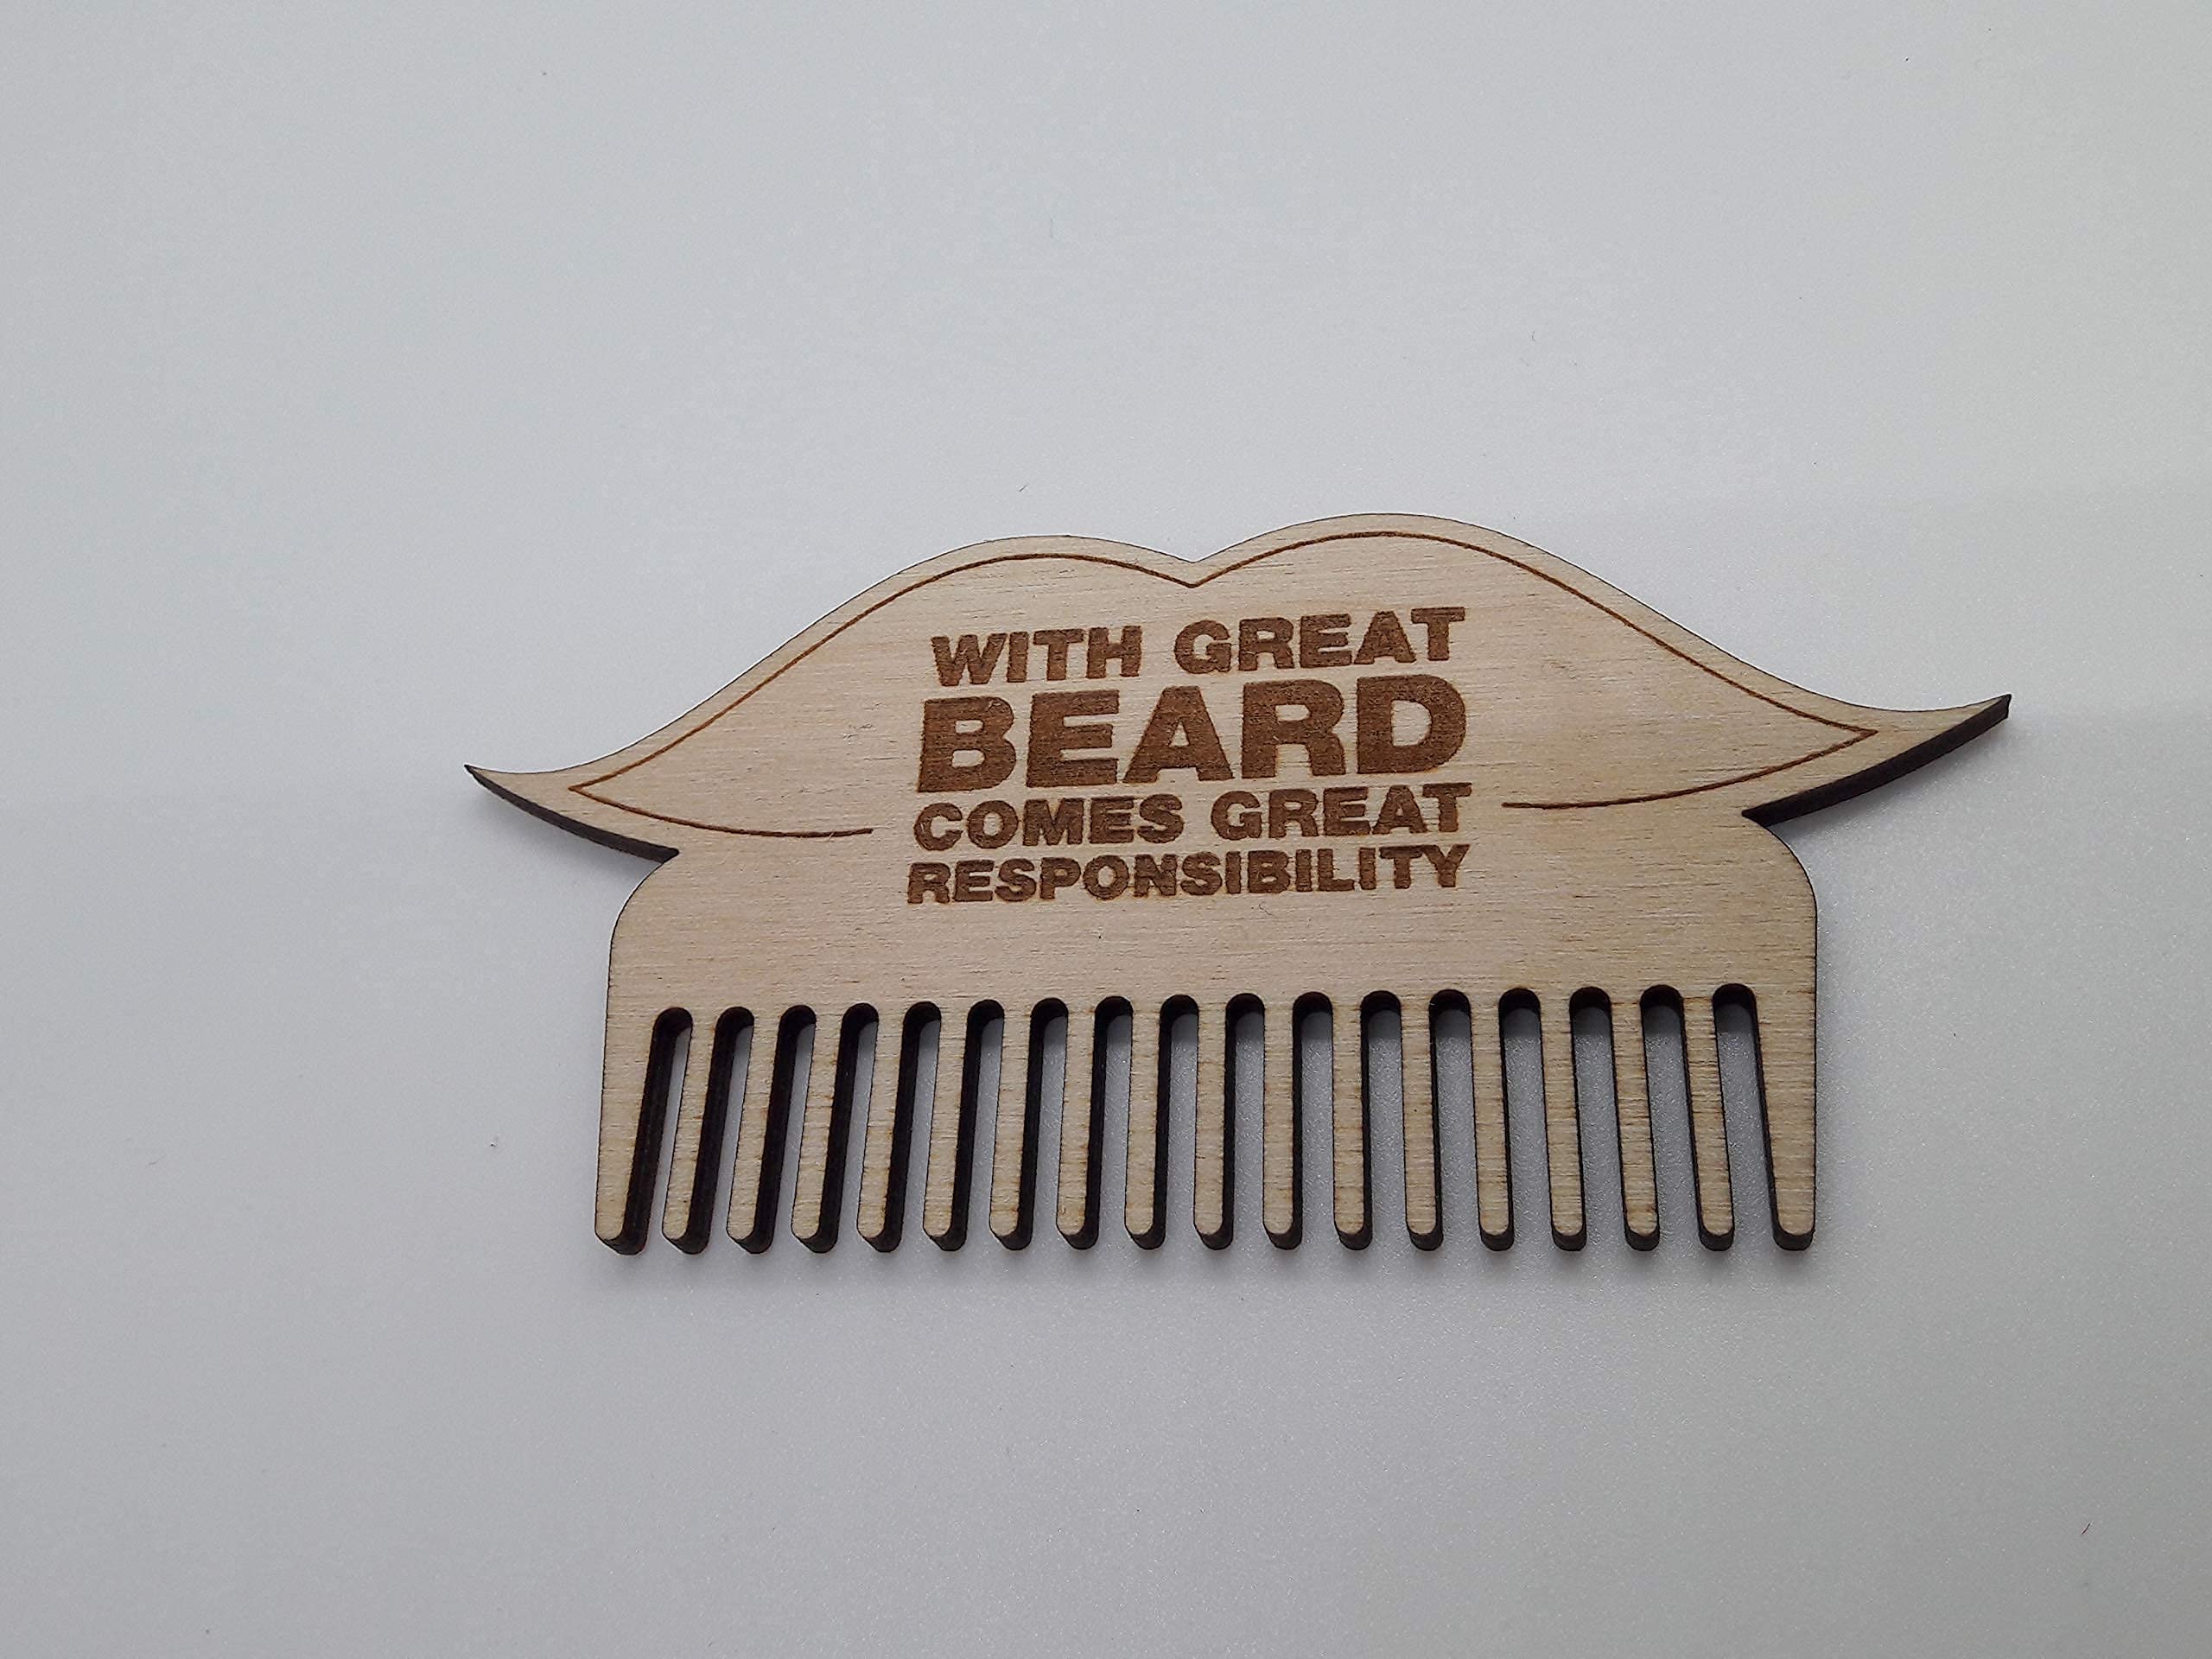 WITH GREAT
BEARD
COMES GREAT
RESPONSIBILITY